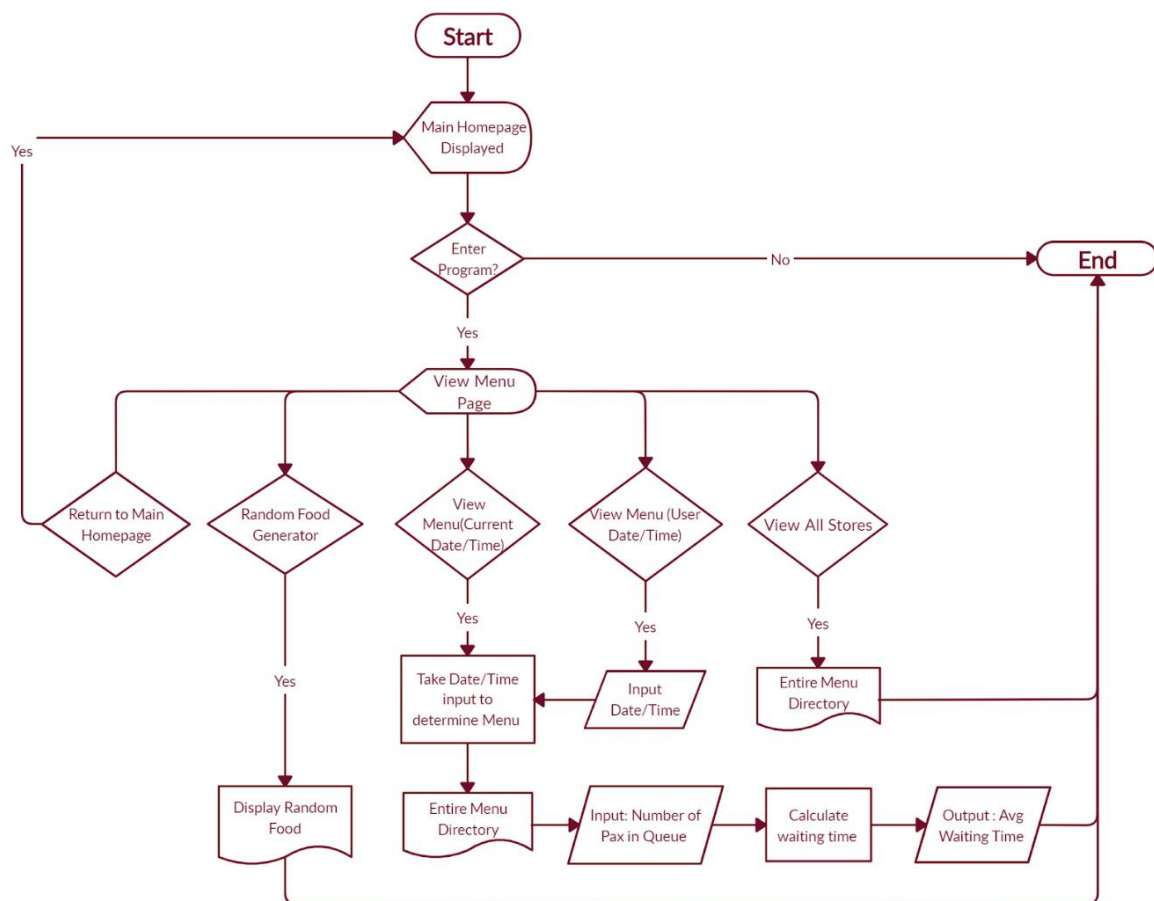 Start
Main Homepage
Displayed
Yes
Enter
Program?
No
End
Yes
View Menu
Page
Return to Main
Homepage
Random Food
Generator
View
Menu(Current
Date/Time)
View Menu (User
Date/Time)
View All Stores
Yes
Yes
Yes
Yes
Take Date/Time
input to
determine Menu
Input
Date/Time
Entire Menu
Directory
Display Random
Food
Entire Menu
Directory
Input: Number of
Pax in Queue
Calculate
waiting time
Output : Avg
Waiting Time